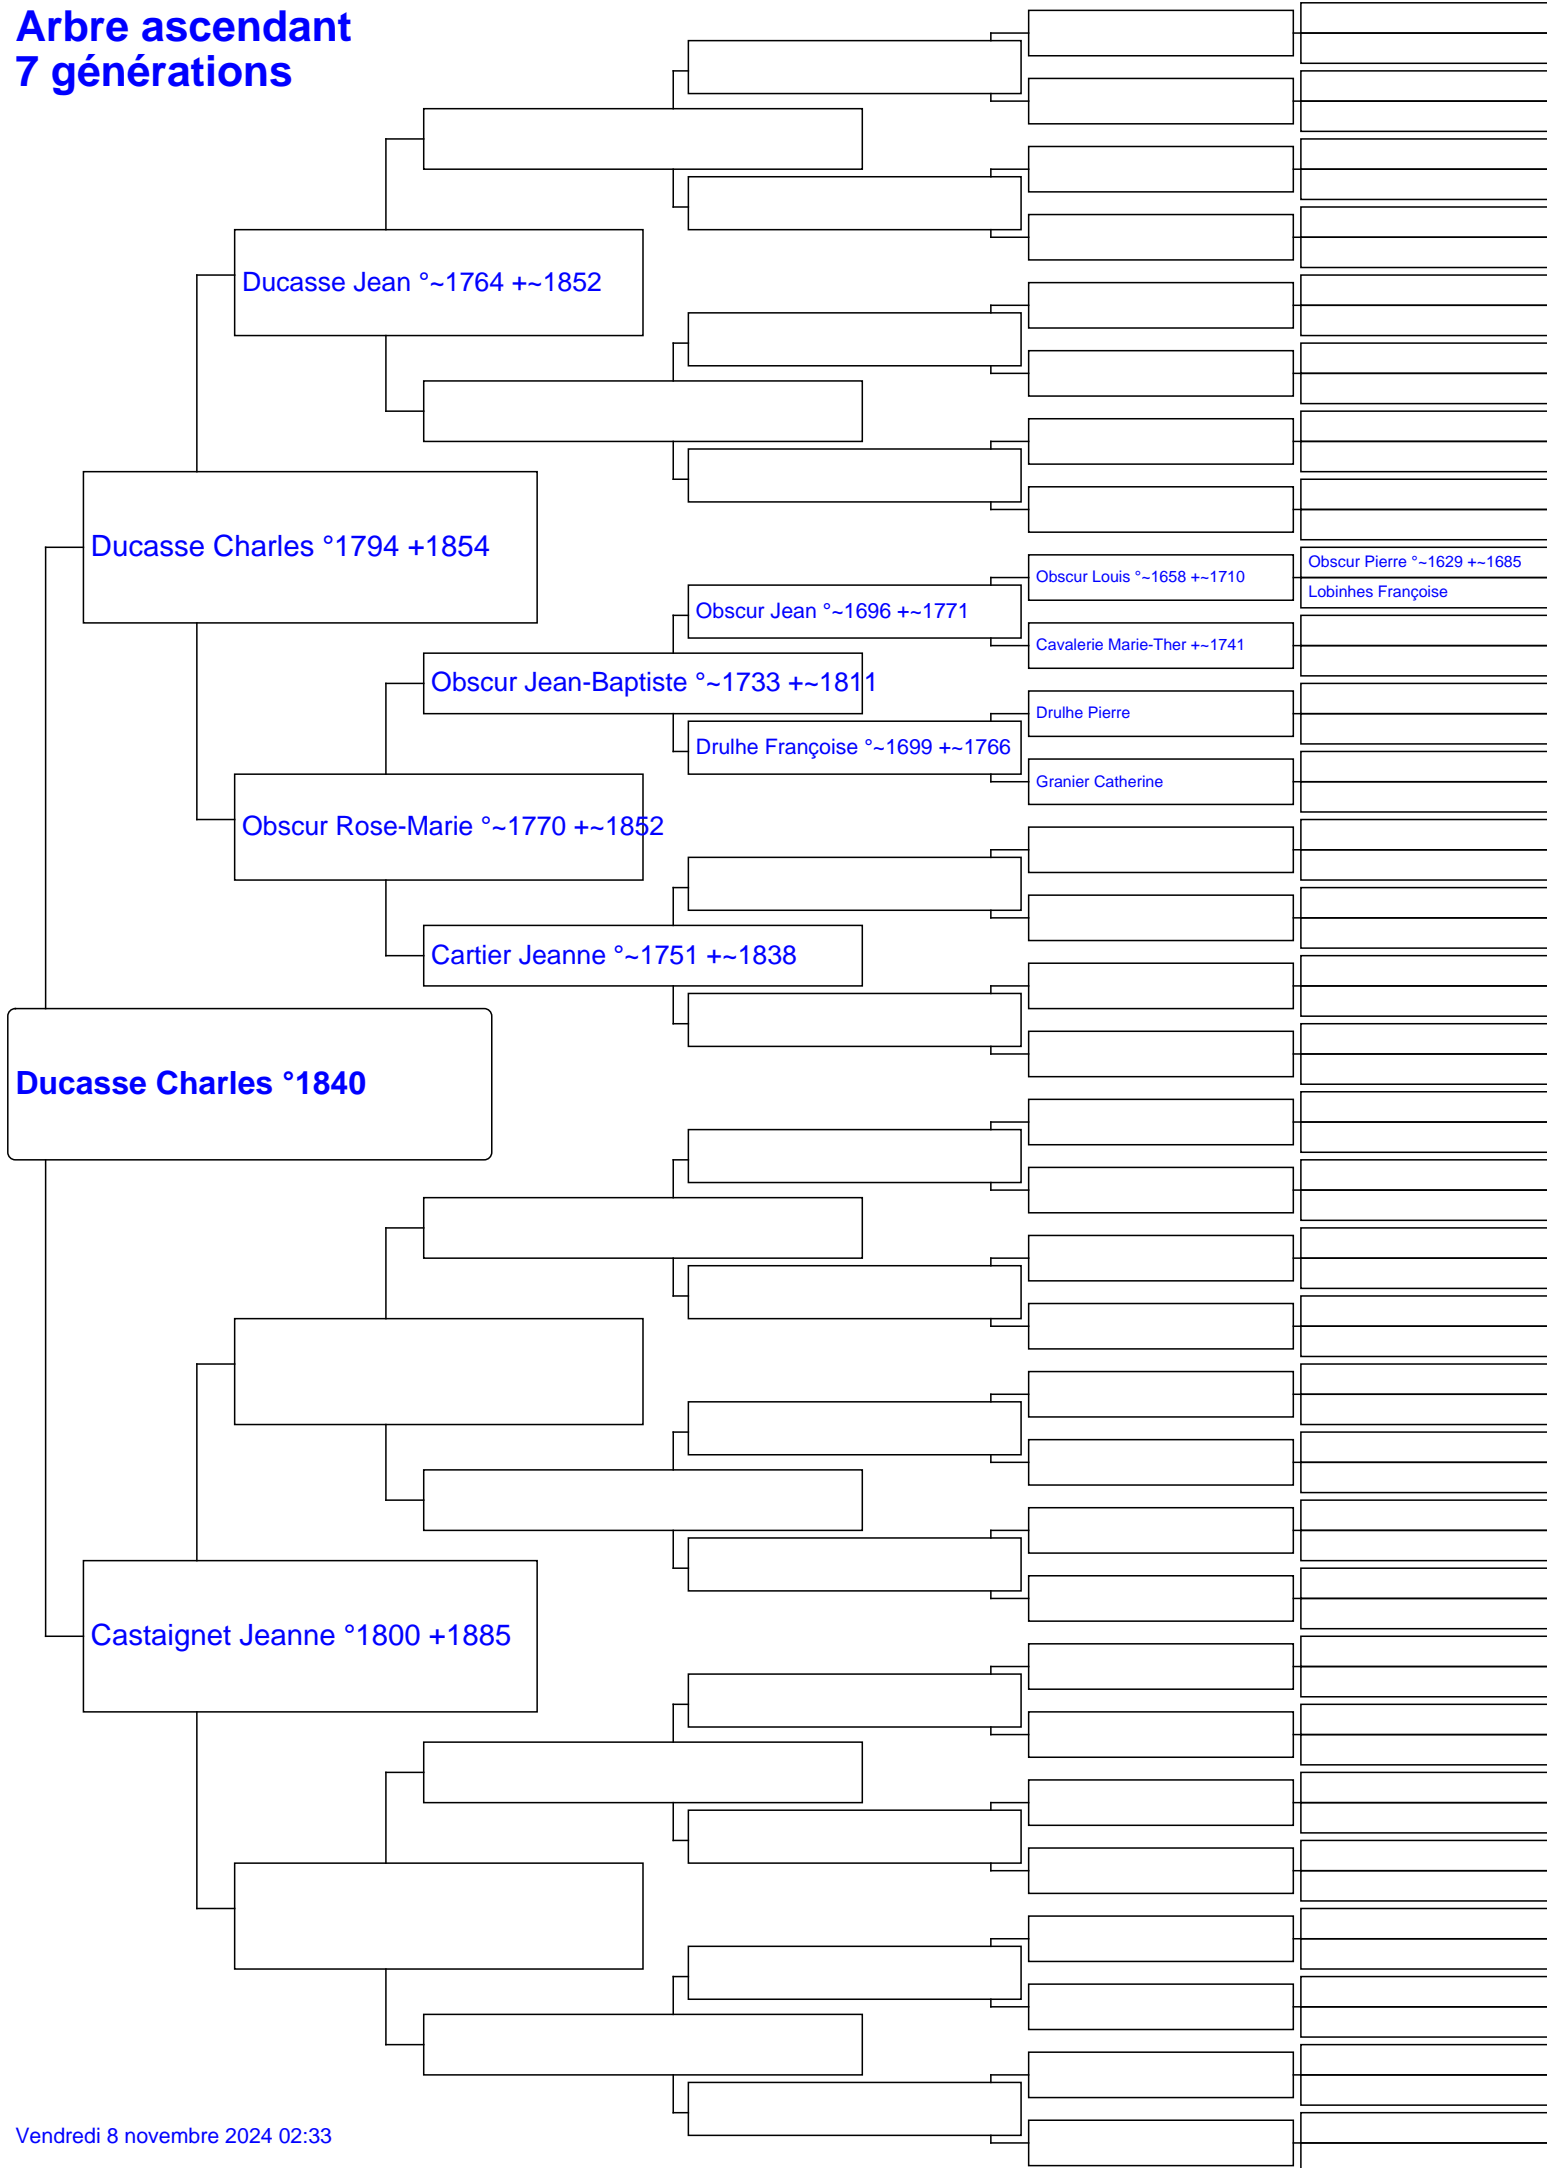 Arbre ascendant
7 générations
Ducasse Jean °~1764 +~1852
Ducasse Charles °1794 +1854
Obscur Pierre °~1629 +~1685
Obscur Louis °~1658 +~1710
Lobinhes Françoise
Obscur Jean °~1696 +~1771
Cavalerie Marie-Ther +~1741
Obscur Jean-Baptiste °~1733 +~1811
Drulhe Pierre
Drulhe Françoise °~1699 +~1766
Granier Catherine
Obscur Rose-Marie °~1770 +~1852
Cartier Jeanne °~1751 +~1838
Ducasse Charles °1840
Castaignet Jeanne °1800 +1885
Vendredi 8 novembre 2024 02:33